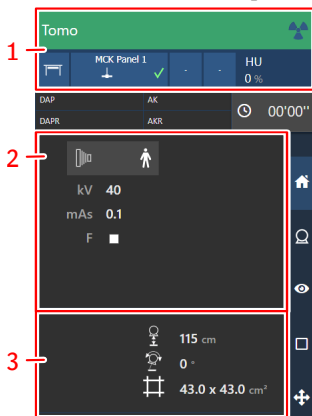 Tomo
1
MCK Panel 1
- -
HU
0 %
DAP AK
DAPR AKR
00'00''
2
kV 40
mAs 0.1
F
3
115 cm
0 °
43.0 x 43.0 cm²